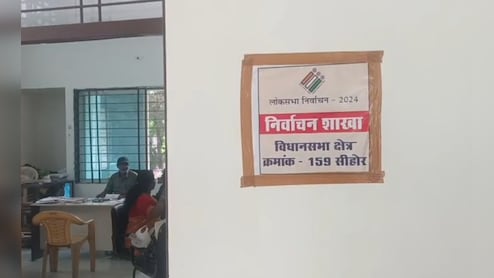 लोकसभा निर्वाचन - 2024
निर्वाचन शाखा
विधानसभा क्षेत्र
क्रमांक - 159 सीहोर